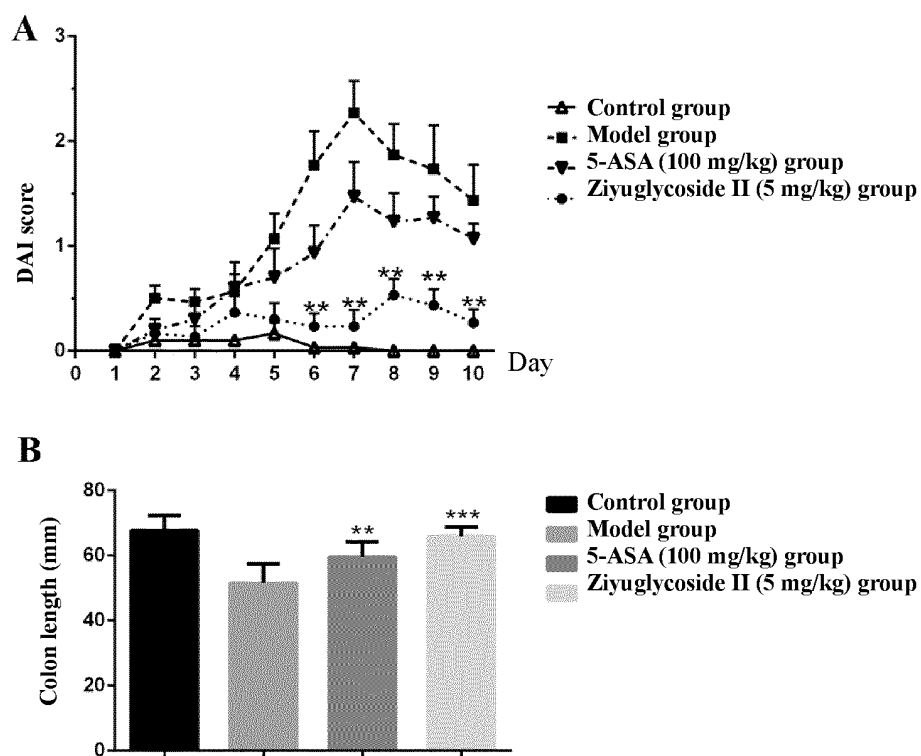 A
3
2
1
0
DAI score
0 1 2 3 4 5 6 7 8 9 10
Day
** ** ** ** **
Control group
Model group
5-ASA (100 mg/kg) group
Ziyuglycoside II (5 mg/kg) group
B
80
60
40
20
0
Colon length (mm)
** ***
Control group
Model group
5-ASA (100 mg/kg) group
Ziyuglycoside II (5 mg/kg) group